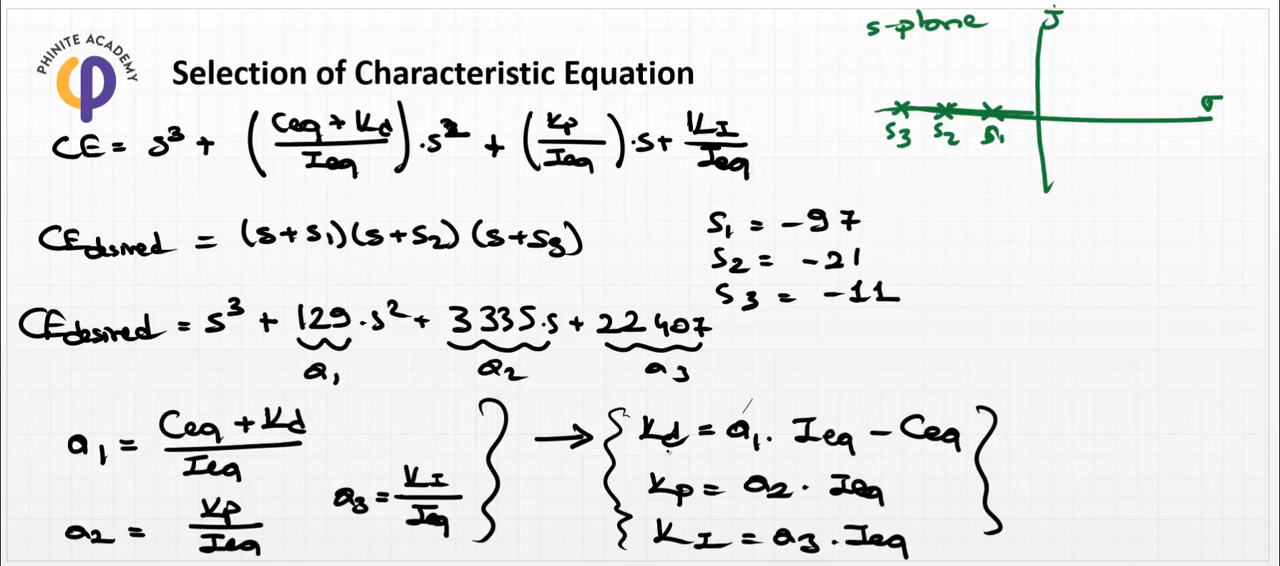 PHINITE ACADEMY
Selection of Characteristic Equation
s-plane
j
σ
s3 s2 s1
CE = s³ + ((Ceq + Kd)/Ieq).s² + (Kp/Ieq).s + KI/Ieq
CEdesired = (s+s1)(s+s2)(s+s3)
s1 = -97
s2 = -21
s3 = -11
CEdesired = s³ + 129.s² + 3335.s + 22407
a1 a2 a3
a1 = (Ceq + Kd)/Ieq
a2 = Kp/Ieq
a3 = KI/Ieq
→ Kd = a1. Ieq - Ceq
Kp = a2. Ieq
KI = a3. Ieq